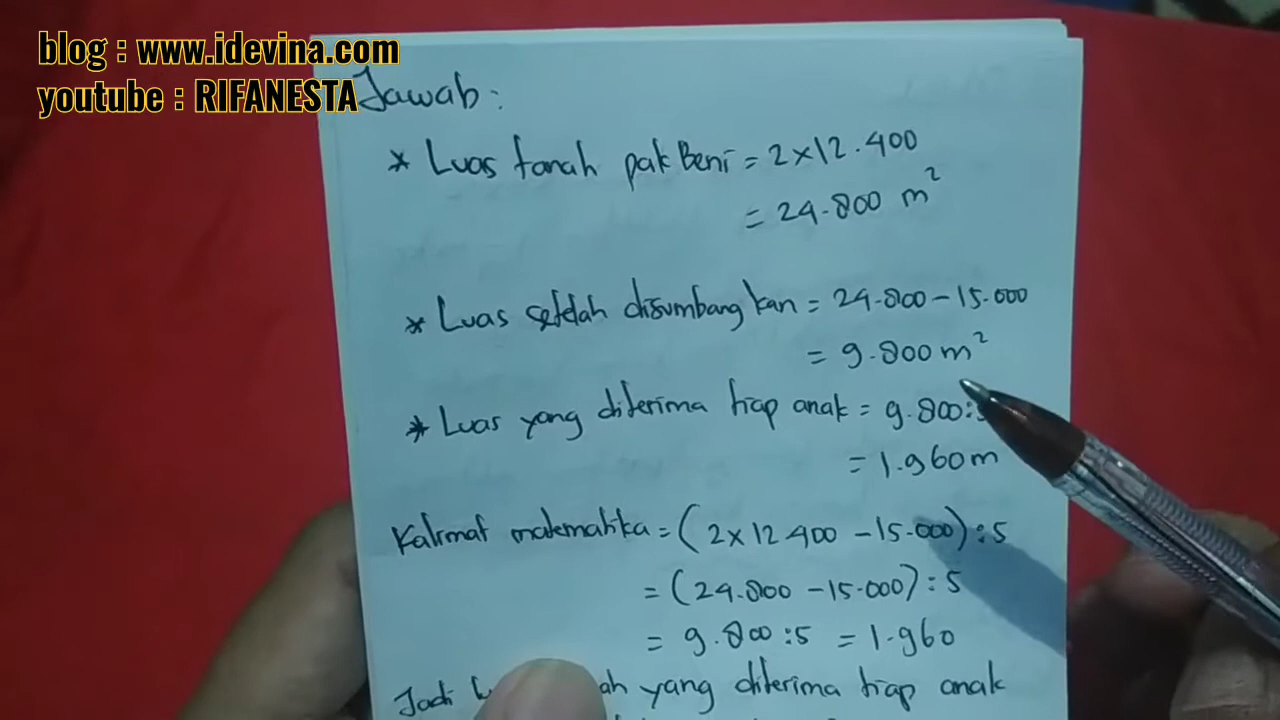 blog : www.idevina.com
youtube : RIFANESTA
Jawab :
* Luas tanah pak Beni = 2 x 12.400
= 24.800 m²
* Luas setelah disumbangkan = 24.800 - 15.000
= 9.800 m²
* Luas yang diterima tiap anak = 9.800 :
= 1.960 m
Kalimat matematika = (2 x 12.400 - 15.000) : 5
= (24.800 - 15.000) : 5
= 9.800 : 5 = 1.960
Jadi yang diterima tiap anak